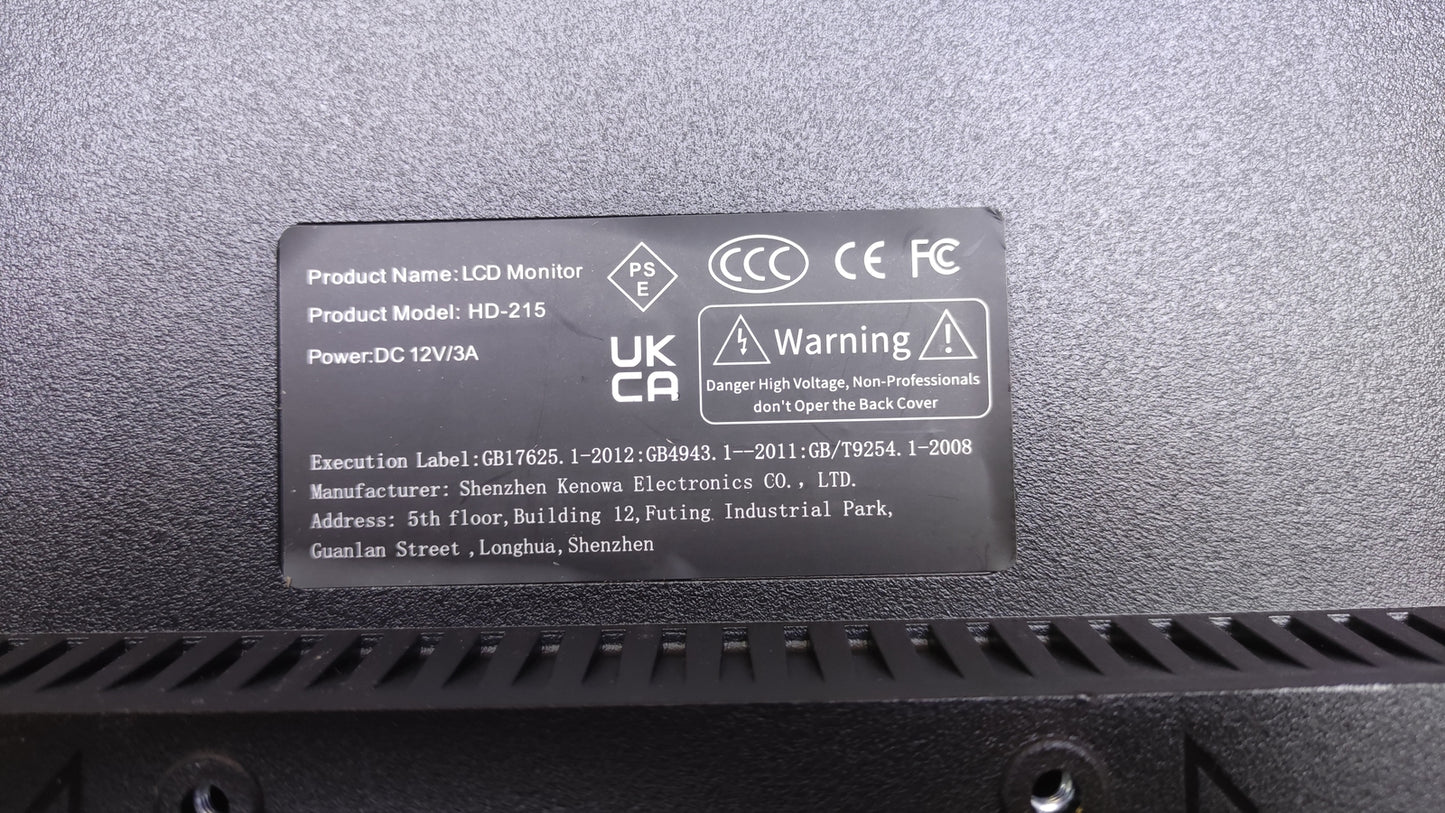 Product Name:LCD Monitor
Product Model: HD-215
Power:DC 12V/3A
PS
E
UK
CA
CCC CE FC
Warning
Danger High Voltage, Non-Professionals
don't Oper the Back Cover
Execution Label:GB17625.1-2012:GB4943.1--2011:GB/T9254.1-2008
Manufacturer: Shenzhen Kenowa Electronics CO., LTD.
Address: 5th floor,Building 12,Futing Industrial Park,
Guanlan Street ,Longhua,Shenzhen